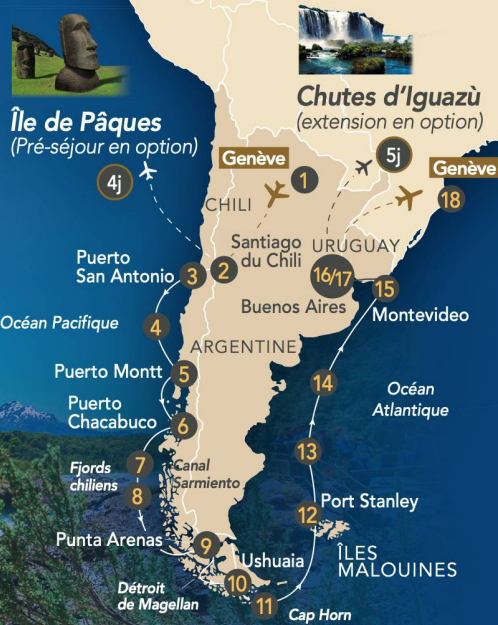 Île de Pâques
(Pré-séjour en option)
4j
Chutes d'Iguazù
(extension en option)
5j
Genève
1
Genève
18
CHILI
Santiago
du Chili
2
URUGUAY
16/17
Buenos Aires
15
Montevideo
Puerto
San Antonio
3
Océan Pacifique
4
ARGENTINE
Puerto Montt
5
14
Océan
Atlantique
Puerto
Chacabuco
6
13
7
Fjords
chiliens
8
Canal
Sarmiento
12
Port Stanley
Punta Arenas
9
ÎLES
MALOUINES
Ushuaia
10
Détroit
de Magellan
11
Cap Horn